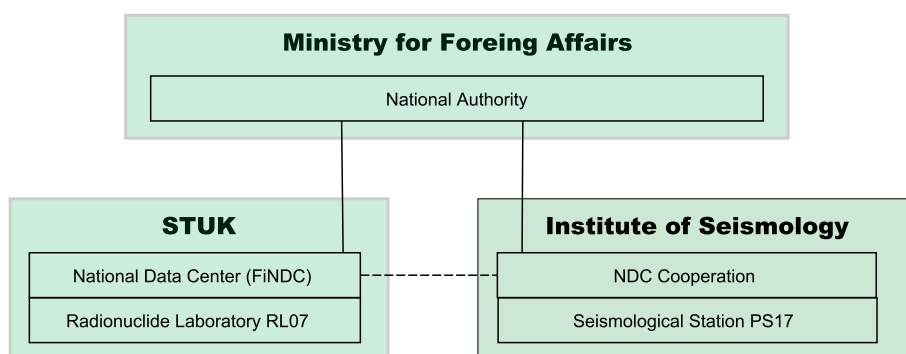 Ministry for Foreing Affairs
National Authority
STUK
National Data Center (FiNDC)
Radionuclide Laboratory RL07
Institute of Seismology
NDC Cooperation
Seismological Station PS17